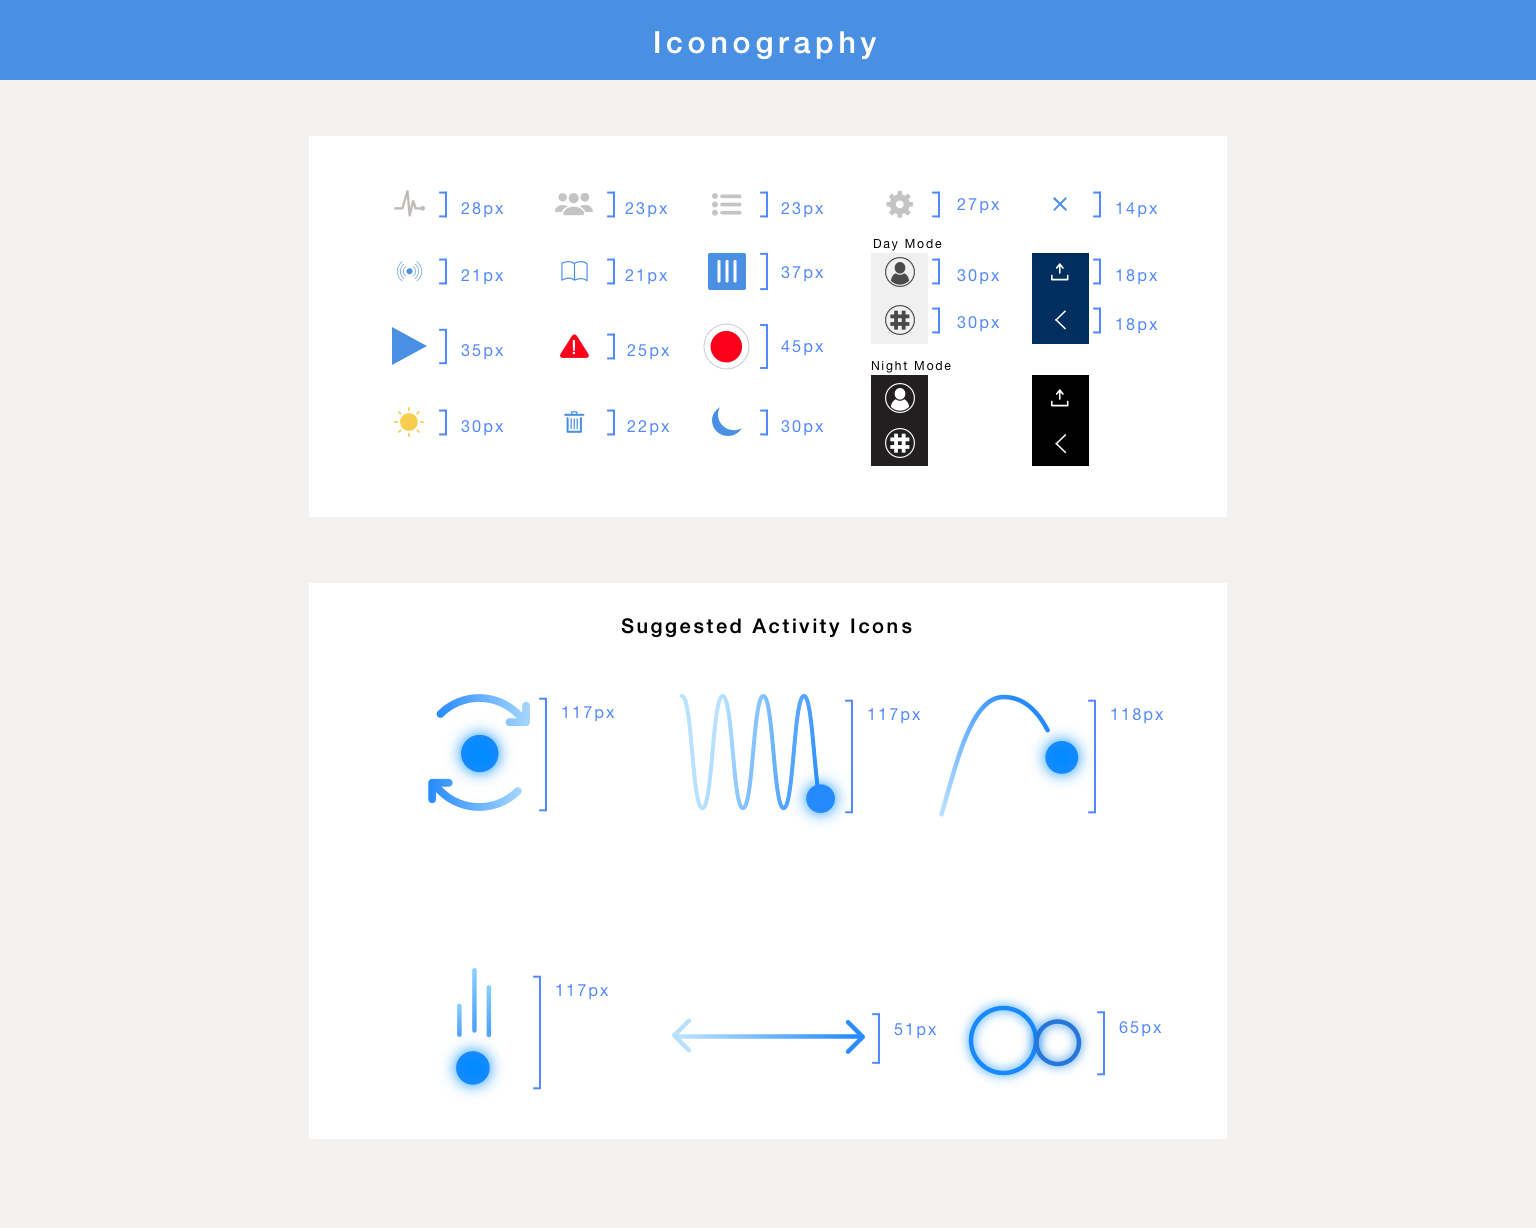 Iconography
28px
23px
23px
27px
14px
Day Mode
21px
21px
37px
30px
18px
30px
18px
35px
25px
45px
Night Mode
30px
22px
30px
Suggested Activity Icons
117px
117px
118px
117px
51px
65px